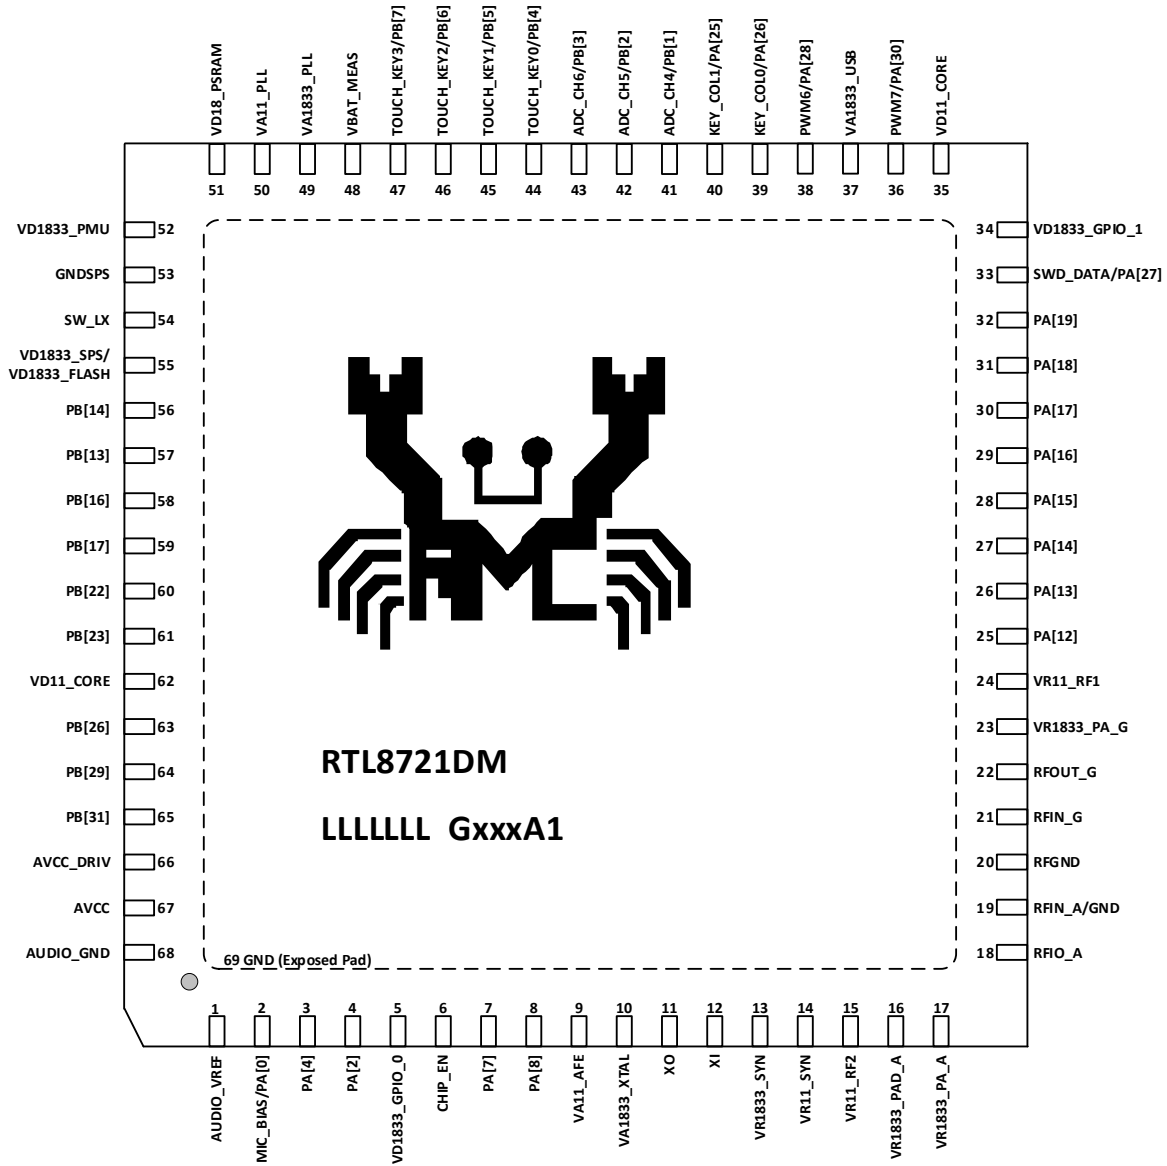 VD18_PSRAM
VA11_PLL
VA1833_PLL
VBAT_MEAS
TOUCH_KEY3/PB[7]
TOUCH_KEY2/PB[6]
TOUCH_KEY1/PB[5]
TOUCH_KEY0/PB[4]
ADC_CH6/PB[3]
ADC_CH5/PB[2]
ADC_CH4/PB[1]
KEY_COL1/PA[25]
KEY_COL0/PA[26]
PWM6/PA[28]
VA1833_USB
PWM7/PA[30]
VD11_CORE
51 50 49 48 47 46 45 44 43 42 41 40 39 38 37 36 35
VD1833_PMU 52
GNDSPS 53
SW_LX 54
VD1833_SPS/
VD1833_FLASH 55
PB[14] 56
PB[13] 57
PB[16] 58
PB[17] 59
PB[22] 60
PB[23] 61
VD11_CORE 62
PB[26] 63
PB[29] 64
PB[31] 65
AVCC_DRIV 66
AVCC 67
AUDIO_GND 68
34 VD1833_GPIO_1
33 SWD_DATA/PA[27]
32 PA[19]
31 PA[18]
30 PA[17]
29 PA[16]
28 PA[15]
27 PA[14]
26 PA[13]
25 PA[12]
24 VR11_RF1
23 VR1833_PA_G
22 RFOUT_G
21 RFIN_G
20 RFGND
19 RFIN_A/GND
18 RFIO_A
RTL8721DM
LLLLLLL GxxxA1
69 GND (Exposed Pad)
1 2 3 4 5 6 7 8 9 10 11 12 13 14 15 16 17
AUDIO_VREF
MIC_BIAS/PA[0]
PA[4]
PA[2]
VD1833_GPIO_0
CHIP_EN
PA[7]
PA[8]
VA11_AFE
VA1833_XTAL
XO
XI
VR1833_SYN
VR11_SYN
VR11_RF2
VR1833_PAD_A
VR1833_PA_A